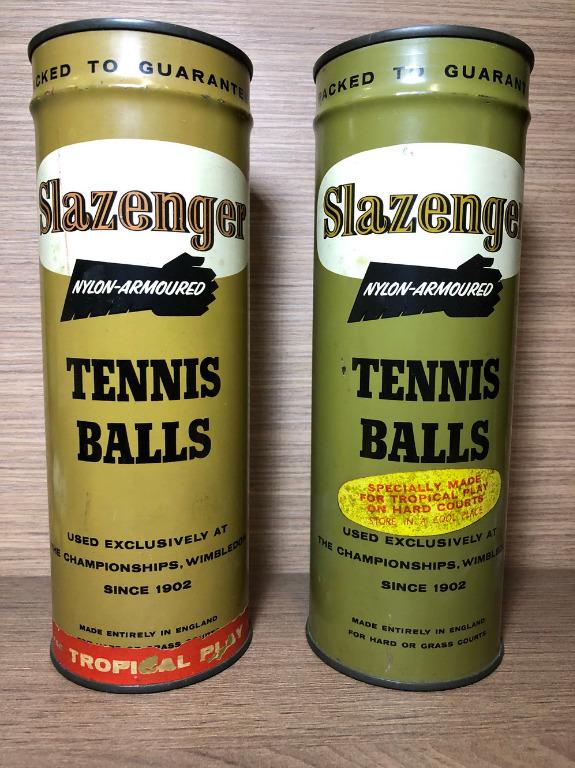 CKED TO GUARANTE
Slazenger
NYLON-ARMOURED
TENNIS
BALLS
USED EXCLUSIVELY AT
THE CHAMPIONSHIPS, WIMBLEDON
SINCE 1902
MADE ENTIRELY IN ENGLAND
TROPICAL PLAY
ACKED TO GUARANT
Slazenger
NYLON-ARMOURED
TENNIS
BALLS
SPECIALLY MADE
FOR TROPICAL PLAY
ON HARD COURTS
STORE IN A COOL PLACE
USED EXCLUSIVELY AT
THE CHAMPIONSHIPS, WIMBLED
SINCE 1902
MADE ENTIRELY IN ENGLAND
FOR HARD OR GRASS COURTS